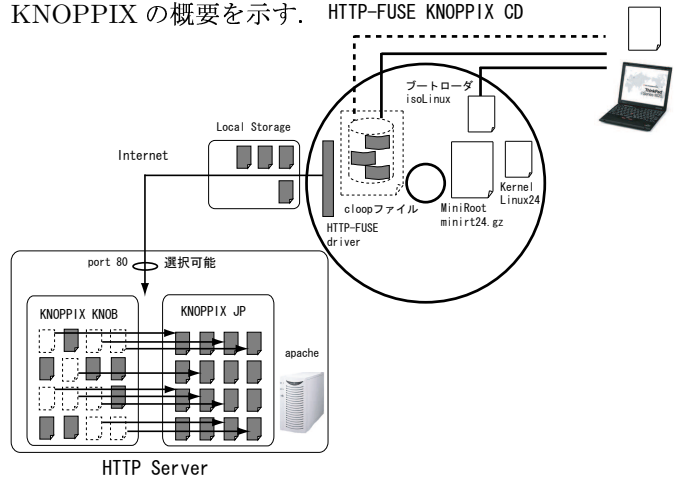 KNOPPIX の概要を示す.
HTTP-FUSE KNOPPIX CD
ブートローダ
isoLinux
Local Storage
Internet
Kernel
Linux24
cloopファイル
MiniRoot
minirt24.gz
HTTP-FUSE
driver
port 80
選択可能
KNOPPIX KNOB
KNOPPIX JP
apache
HTTP Server